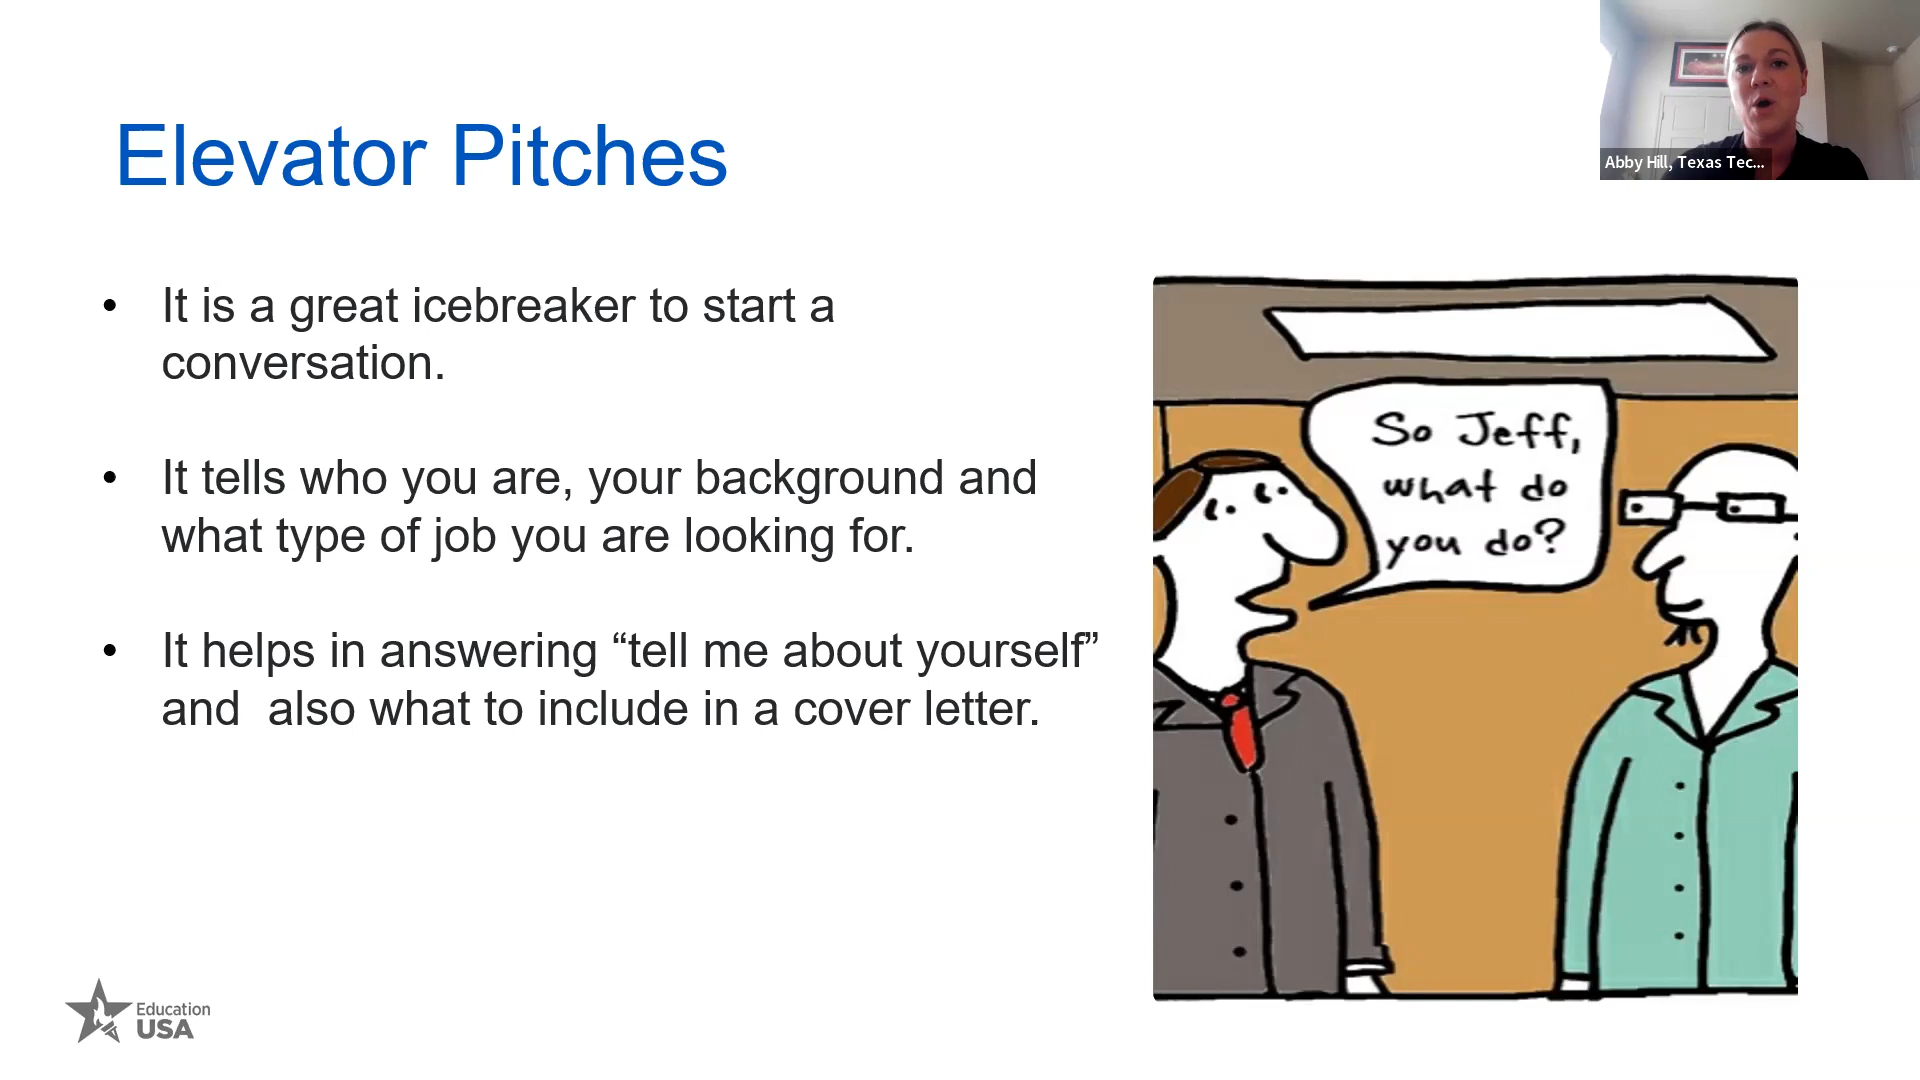 Abby Hill, Texas Tec...
Elevator Pitches
• It is a great icebreaker to start a
conversation.
• It tells who you are, your background and
what type of job you are looking for.
• It helps in answering “tell me about yourself”
and  also what to include in a cover letter.
So Jeff,
what do
you do?
Education
USA